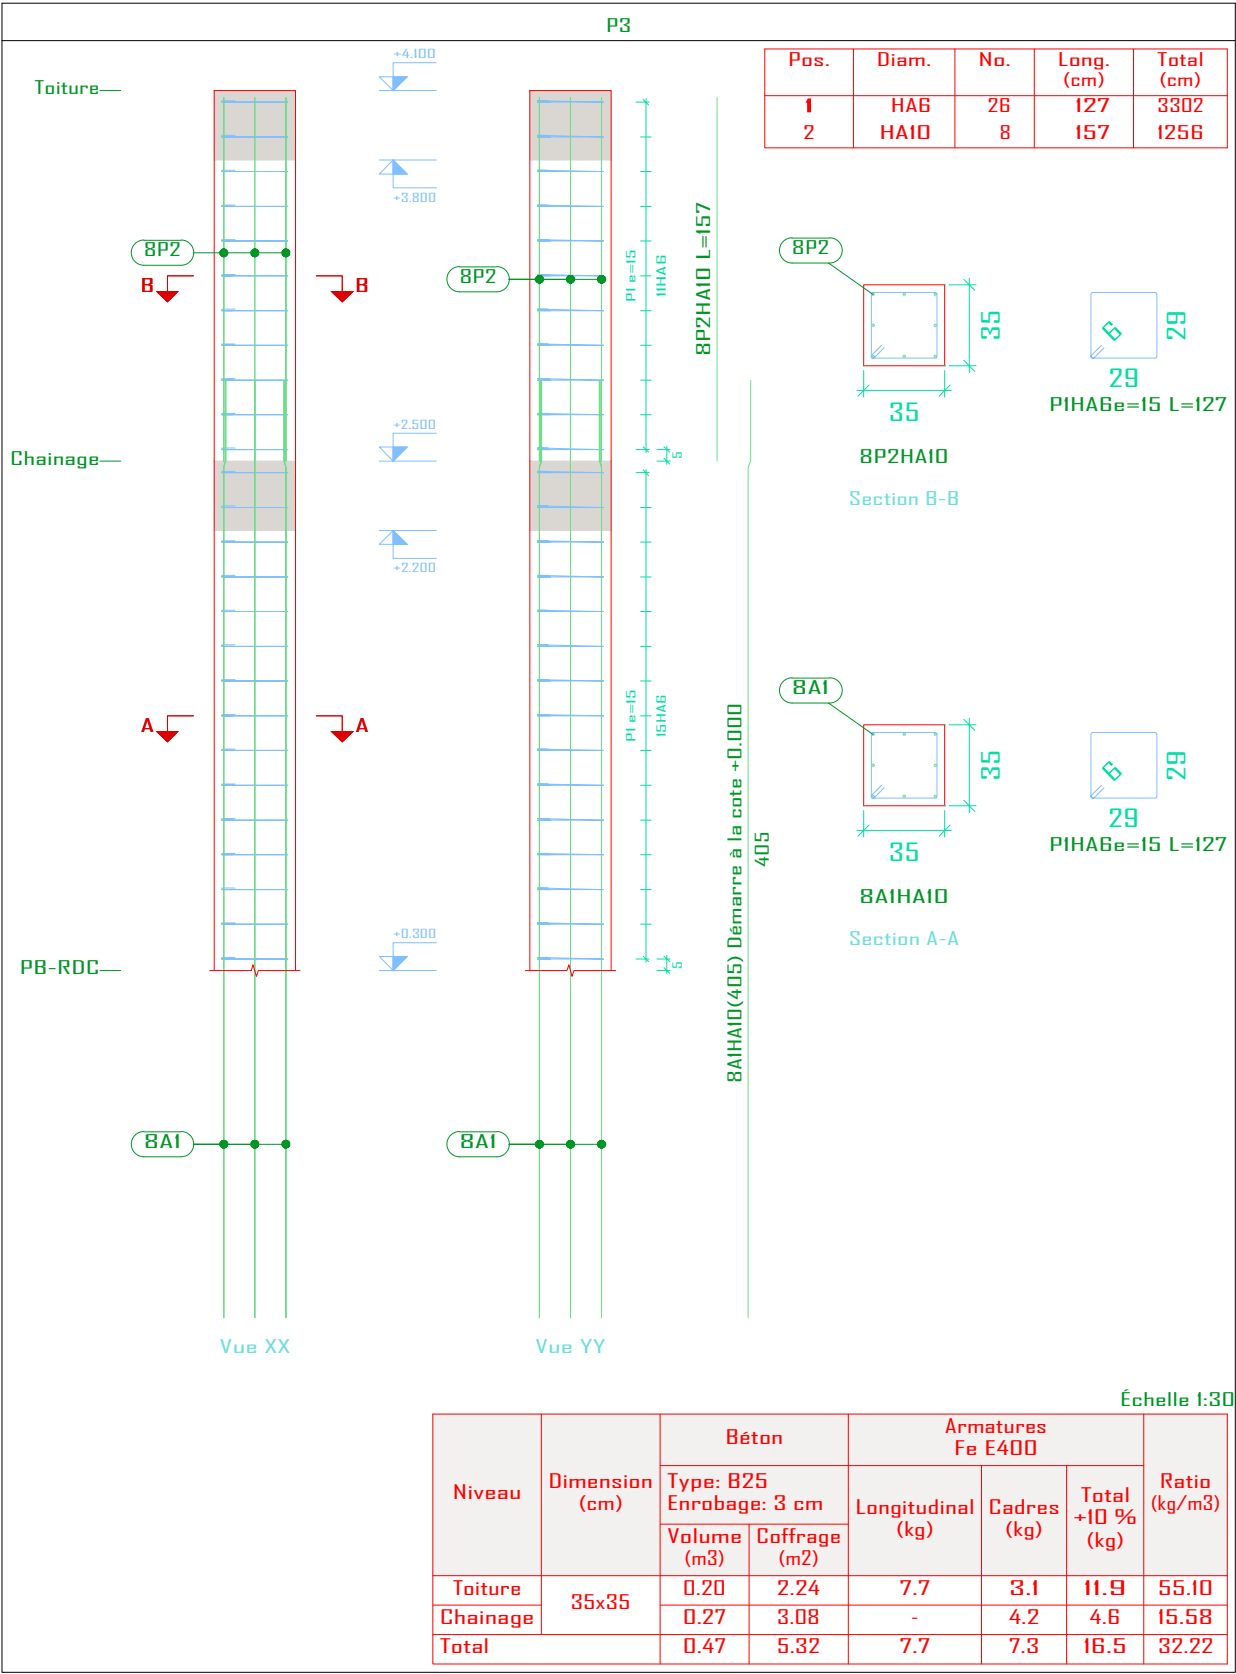 P3
Toiture
+4.100
+3.800
8P2
8P2
B B
P1 e=15
11HA6
8P2HA10 L=157
+2.500
Chainage
5
+2.200
A A
P1 e=15
15HA6
8A1HA10(405) Démarre à la cote +0.000
405
+0.300
PB-RDC
5
8A1
8A1
Vue XX
Vue YY
Pos. Diam. No. Long. (cm) Total (cm)
1 HA6 26 127 3302
2 HA10 8 157 1256
8P2
35
35
8P2HA10
Section B-B
6
29
29
P1HA6e=15 L=127
8A1
35
35
8A1HA10
Section A-A
6
29
29
P1HA6e=15 L=127
Échelle 1:30
Niveau
Dimension (cm)
Béton
Type: B25
Enrobage: 3 cm
Volume (m3)
Coffrage (m2)
Armatures
Fe E400
Longitudinal (kg)
Cadres (kg)
Total +10 % (kg)
Ratio (kg/m3)
Toiture 35x35 0.20 2.24 7.7 3.1 11.9 55.10
Chainage 0.27 3.08 - 4.2 4.6 15.58
Total 0.47 5.32 7.7 7.3 16.5 32.22